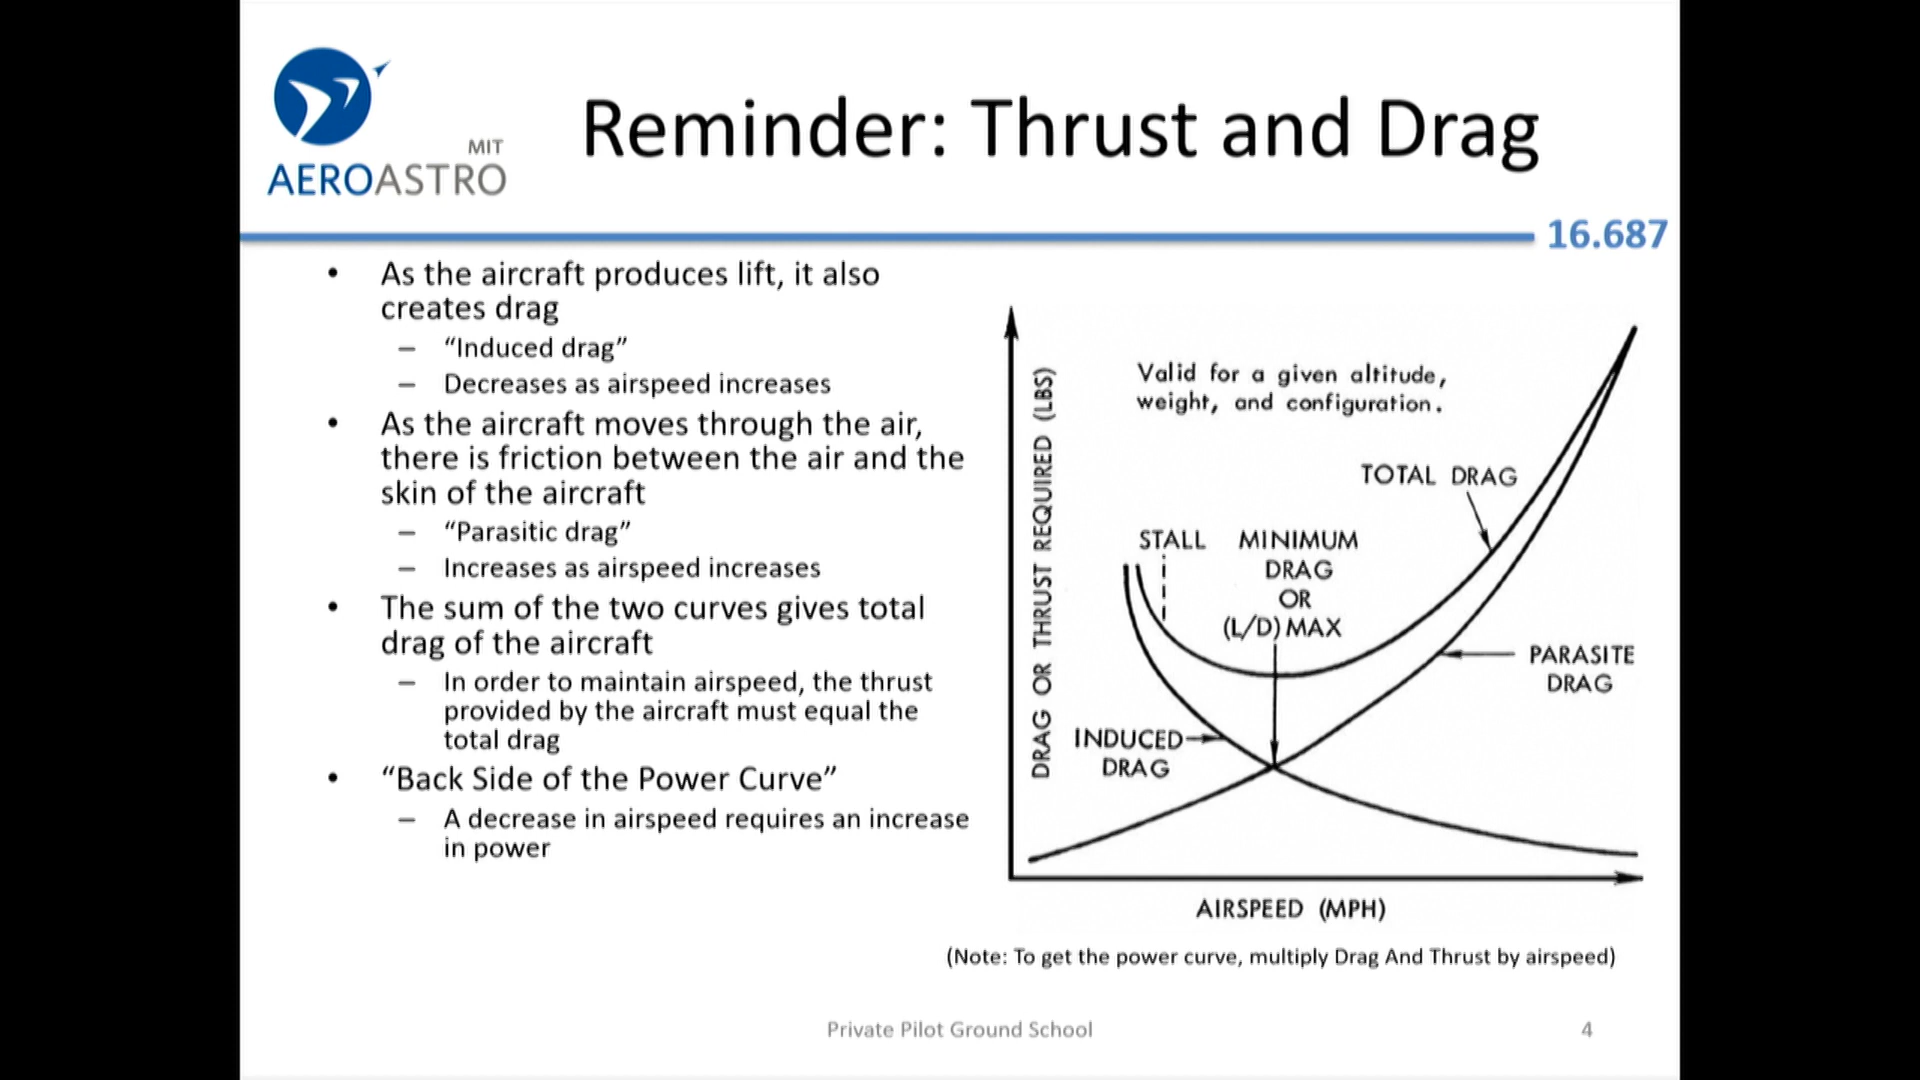 MIT
AEROASTRO
Reminder: Thrust and Drag
16.687
• As the aircraft produces lift, it also
creates drag
– “Induced drag”
– Decreases as airspeed increases
• As the aircraft moves through the air,
there is friction between the air and the
skin of the aircraft
– “Parasitic drag”
– Increases as airspeed increases
• The sum of the two curves gives total
drag of the aircraft
– In order to maintain airspeed, the thrust
provided by the aircraft must equal the
total drag
• “Back Side of the Power Curve”
– A decrease in airspeed requires an increase
in power
DRAG OR THRUST REQUIRED (LBS)
Valid for a given altitude,
weight, and configuration.
TOTAL DRAG
STALL
MINIMUM
DRAG
OR
(L/D) MAX
PARASITE
DRAG
INDUCED
DRAG
AIRSPEED (MPH)
(Note: To get the power curve, multiply Drag And Thrust by airspeed)
Private Pilot Ground School
4